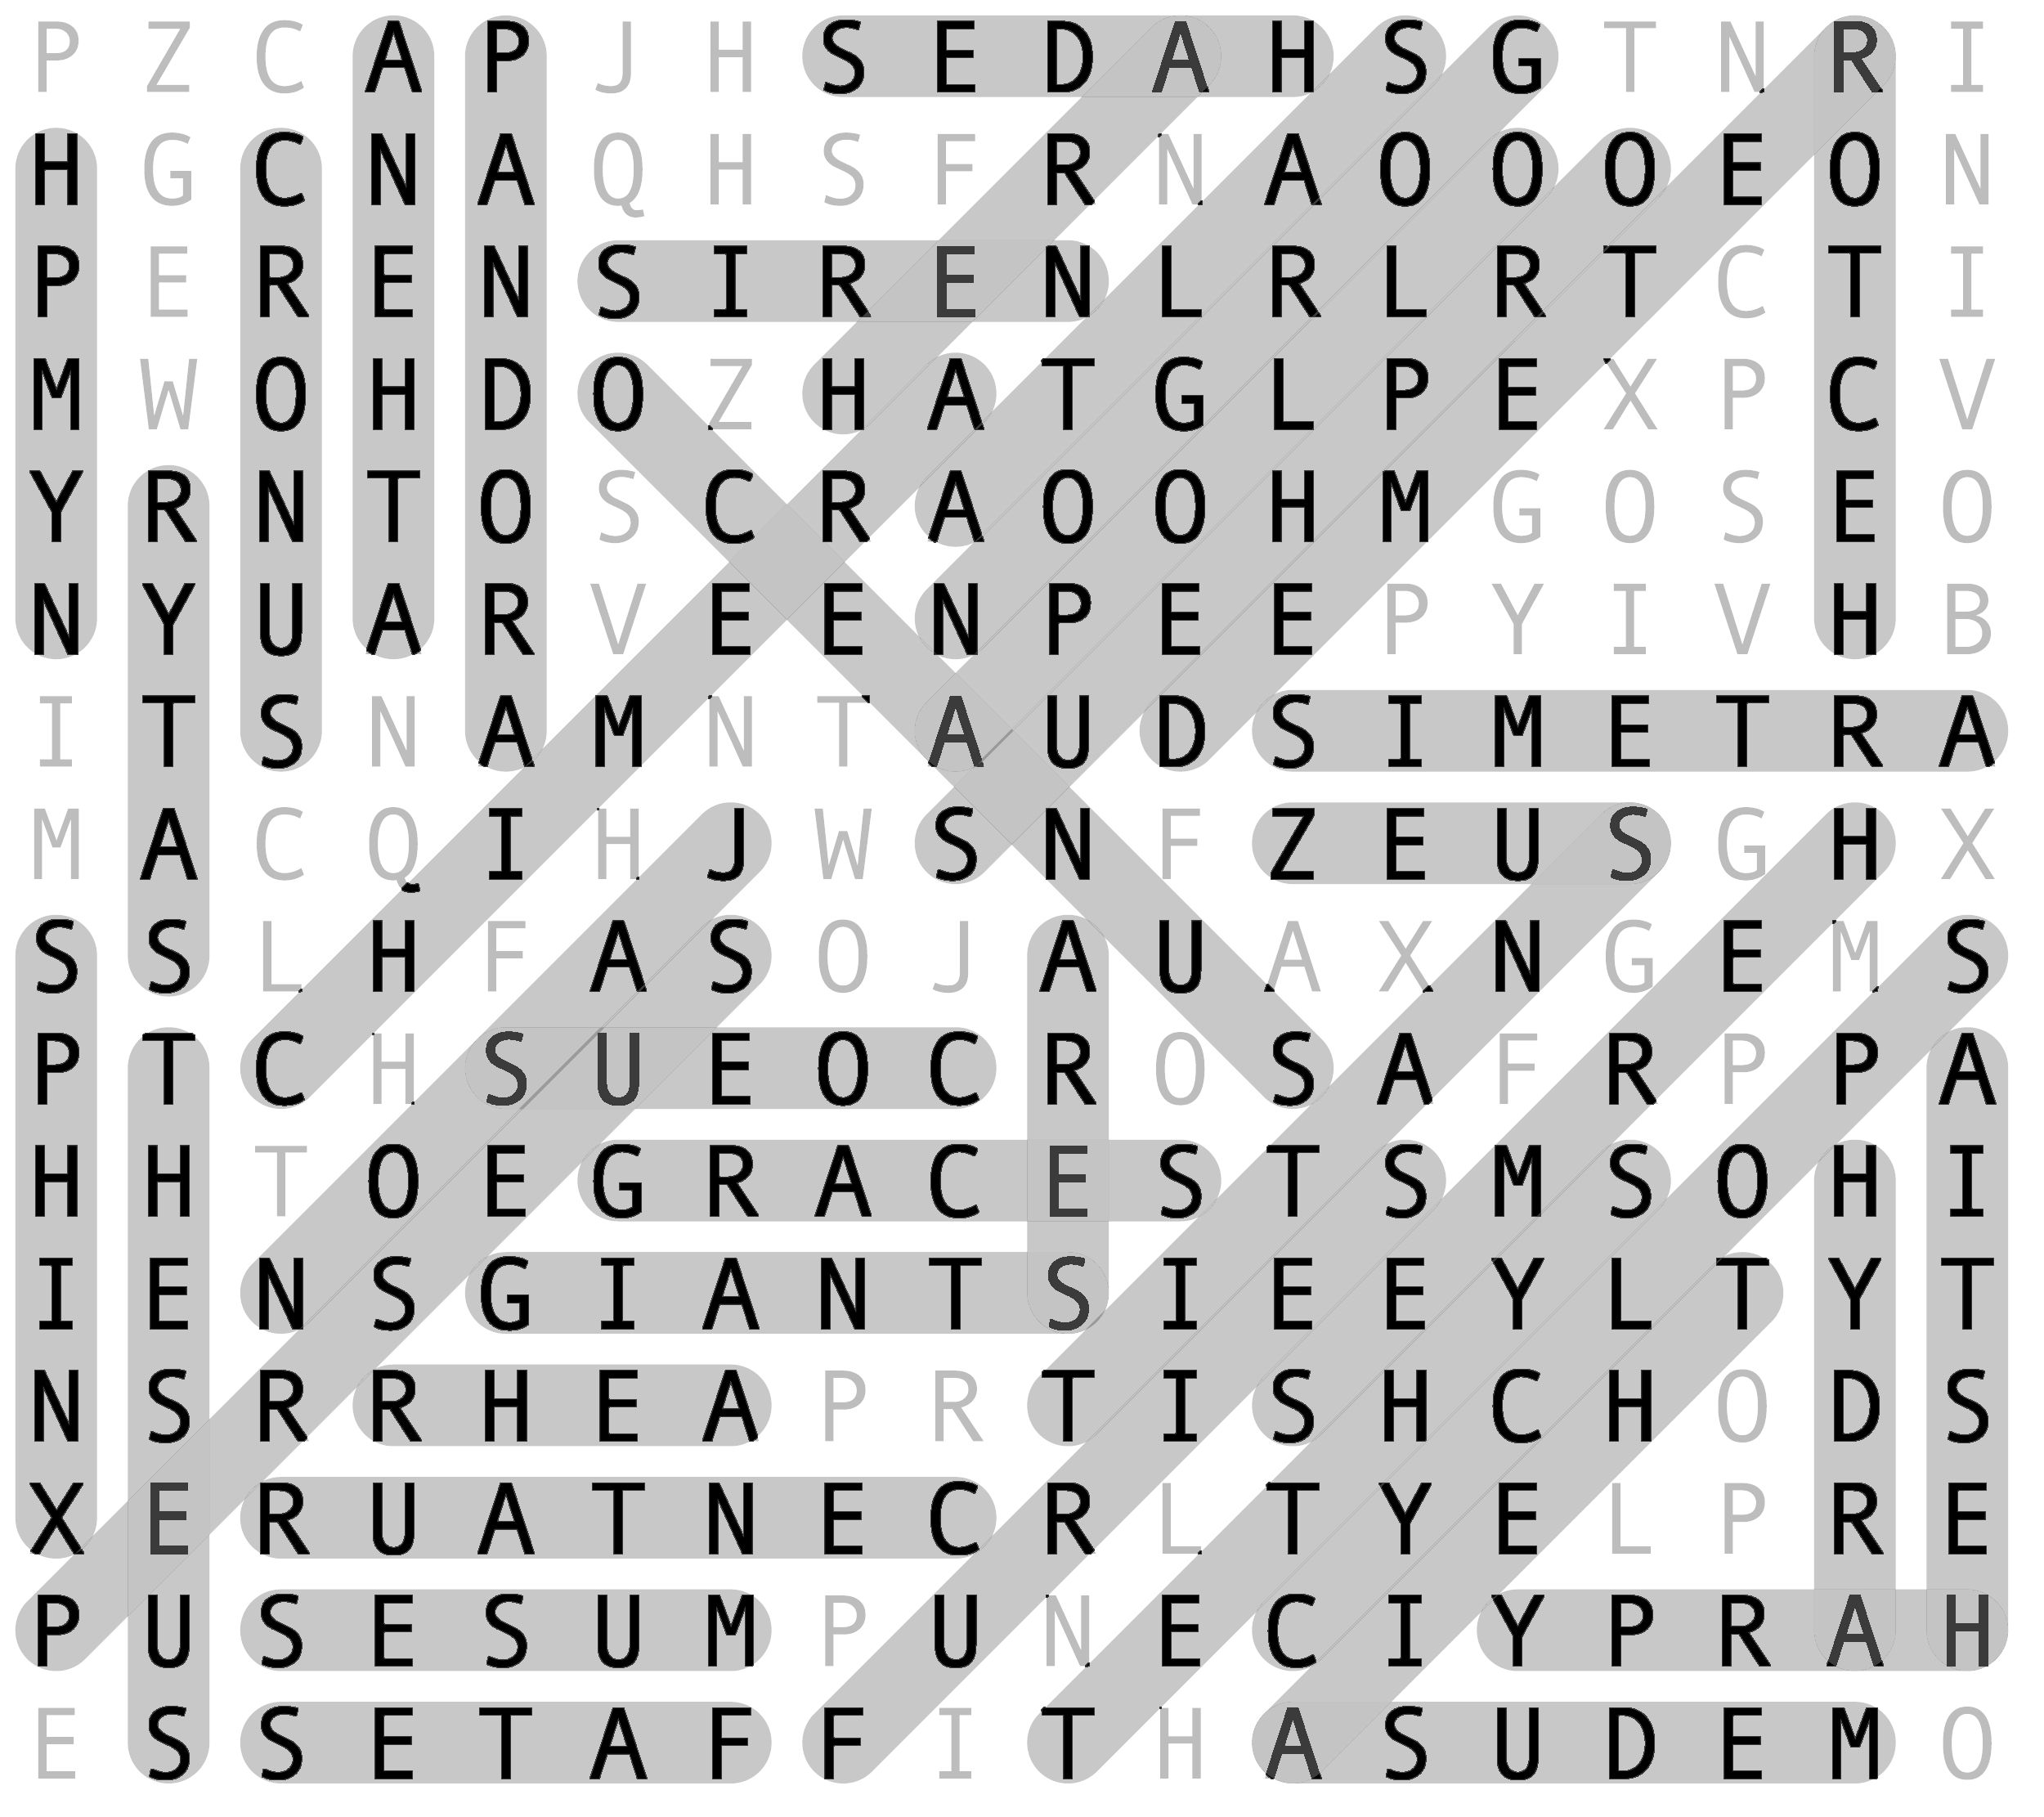 P Z C A P J H S E D A H S G T N R I
H G C N A Q H S F R N A O O O E O N
P E R E N S I R E N L R L R T C T I
M W O H D O Z H A T G L P E X P C V
Y R N T O S C R A O O H M G O S E O
N Y U A R V E E N P E E P Y I V H B
I T S N A M N T A U D S I M E T R A
M A C Q I H J W S N F Z E U S G H X
S S L H F A S O J A U A X N G E M S
P T C H S U E O C R O S A F R P P A
H H T O E G R A C E S T S M S O H I
I E N S G I A N T S I E E Y L T Y T
N S R R H E A P R T I S H C H O D S
X E R U A T N E C R L T Y E L P R E
P U S E S U M P U N E C I Y P R A H
E S S E T A F F I T H A S U D E M O